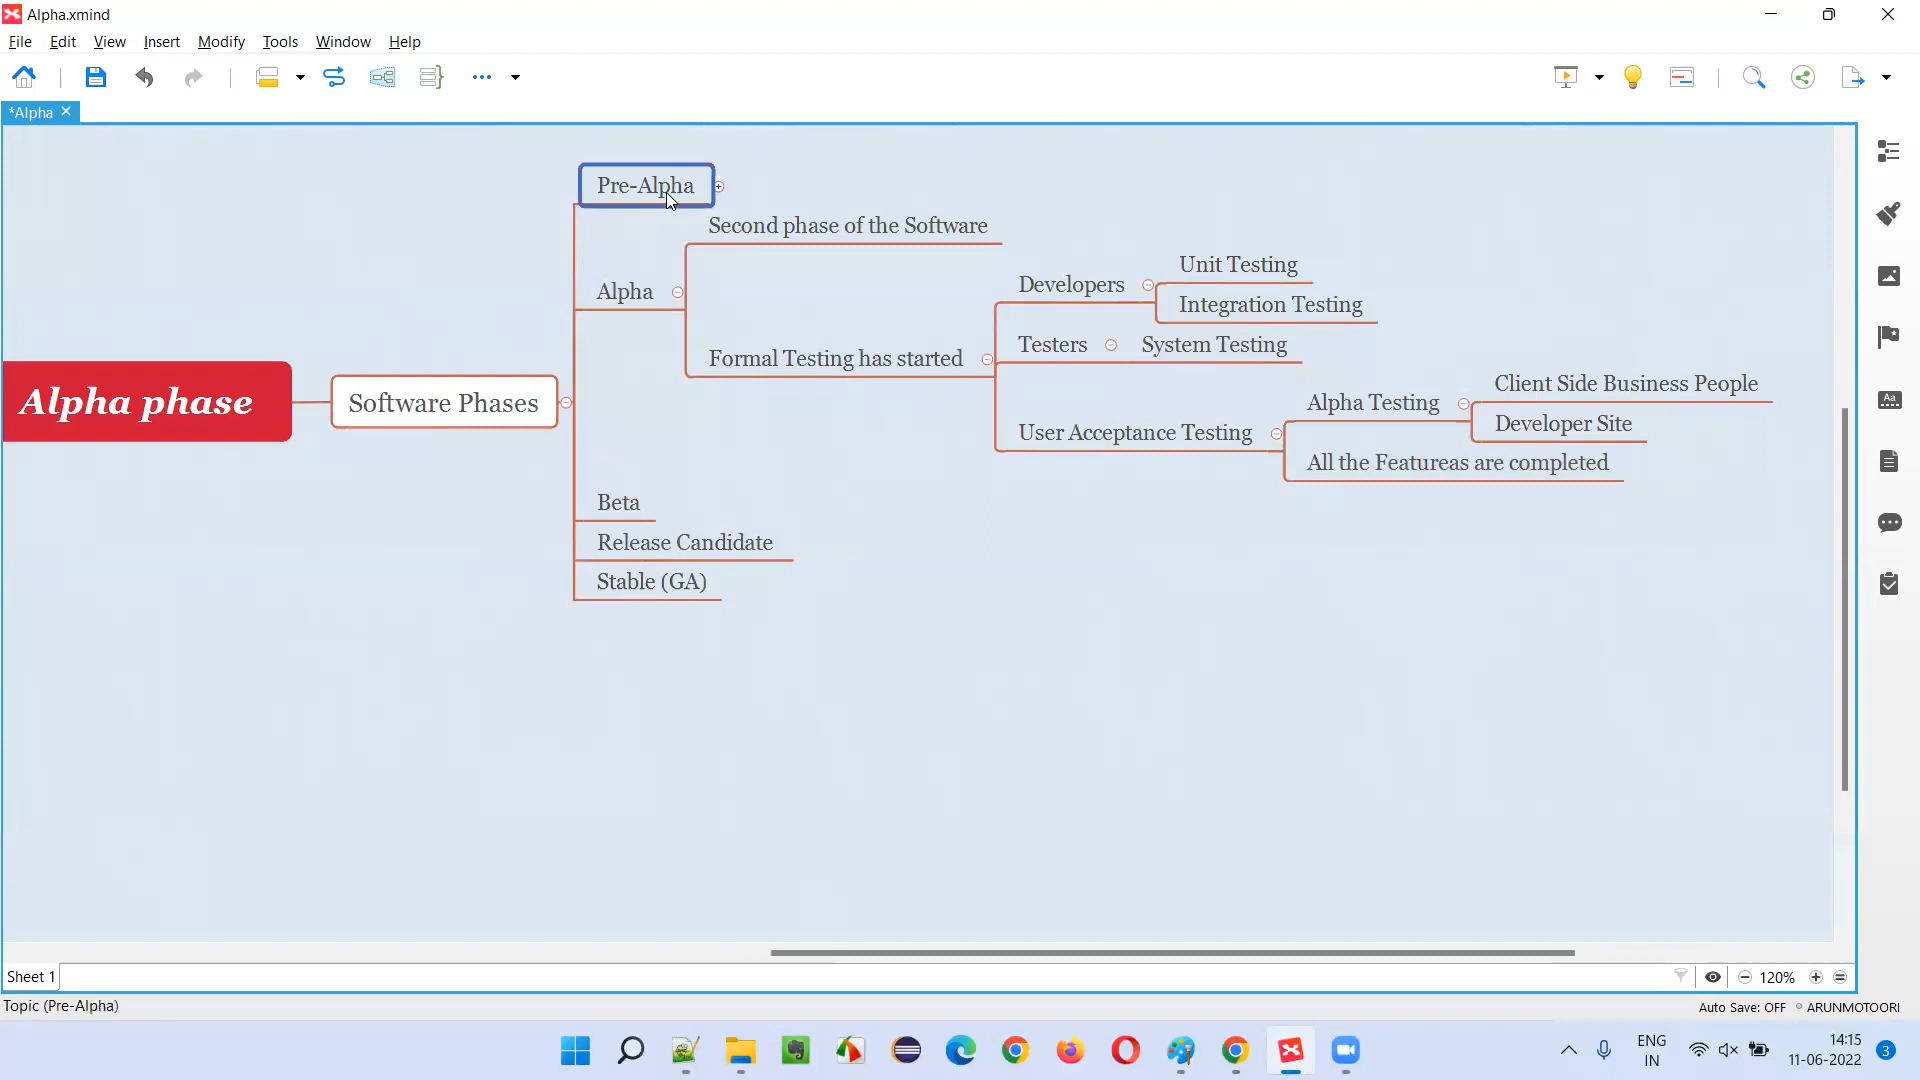 Alpha.xmind
File Edit View Insert Modify Tools Window Help
*Alpha
Pre-Alpha
Second phase of the Software
Unit Testing
Developers
Alpha
Integration Testing
Testers
System Testing
Formal Testing has started
Client Side Business People
Alpha Testing
Alpha phase
Software Phases
Developer Site
User Acceptance Testing
All the Featureas are completed
Beta
Release Candidate
Stable (GA)
Aa
Sheet 1
120%
Topic (Pre-Alpha)
Auto Save: OFF
ARUNMOTOORI
ENG
IN
14:15
11-06-2022
3